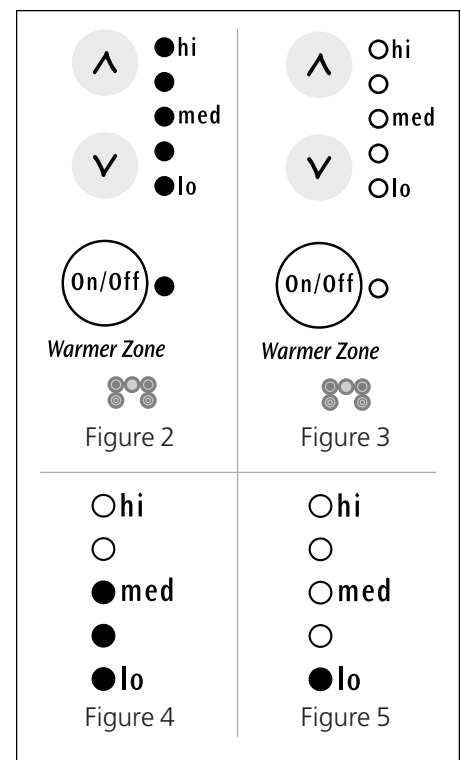 hi
med
lo
On/Off
Warmer Zone
Figure 2
hi
med
lo
On/Off
Warmer Zone
Figure 3
hi
med
lo
Figure 4
hi
med
lo
Figure 5